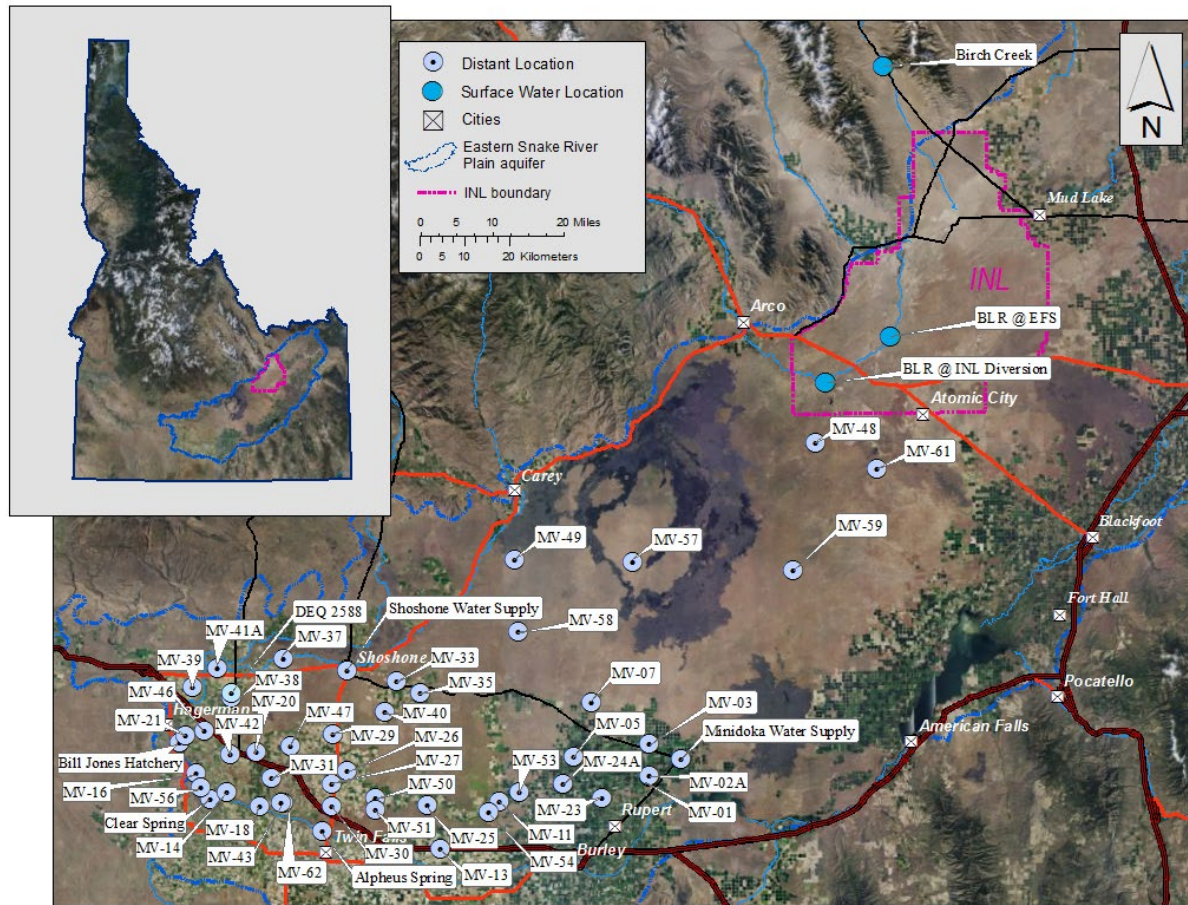 Distant Location
Surface Water Location
Cities
Eastern Snake River
Plain aquifer
INL boundary
0 5 10 20 Miles
0 5 10 20 Kilometers
N
Birch Creek
Mud Lake
INL
Arco
BLR @ EFS
BLR @ INL Diversion
Atomic City
MV-48
MV-61
Carey
Blackfoot
MV-49
MV-57
MV-59
Fort Hall
DEQ 2588
Shoshone Water Supply
MV-58
MV-41A
MV-37
MV-39
Shoshone
MV-33
MV-38
MV-35
MV-07
Pocatello
MV-46
MV-20
MV-03
Hagerman
MV-40
MV-21
MV-42
MV-47
MV-29
MV-05
American Falls
MV-26
Minidoka Water Supply
Bill Jones Hatchery
MV-31
MV-27
MV-53
MV-24A
MV-02A
MV-16
MV-50
MV-56
MV-23
Rupert
MV-01
Clear Spring
MV-18
MV-51
MV-25
MV-11
MV-14
Twin Falls
MV-43
MV-30
Burley
MV-54
MV-62
Alpheus Spring
MV-13